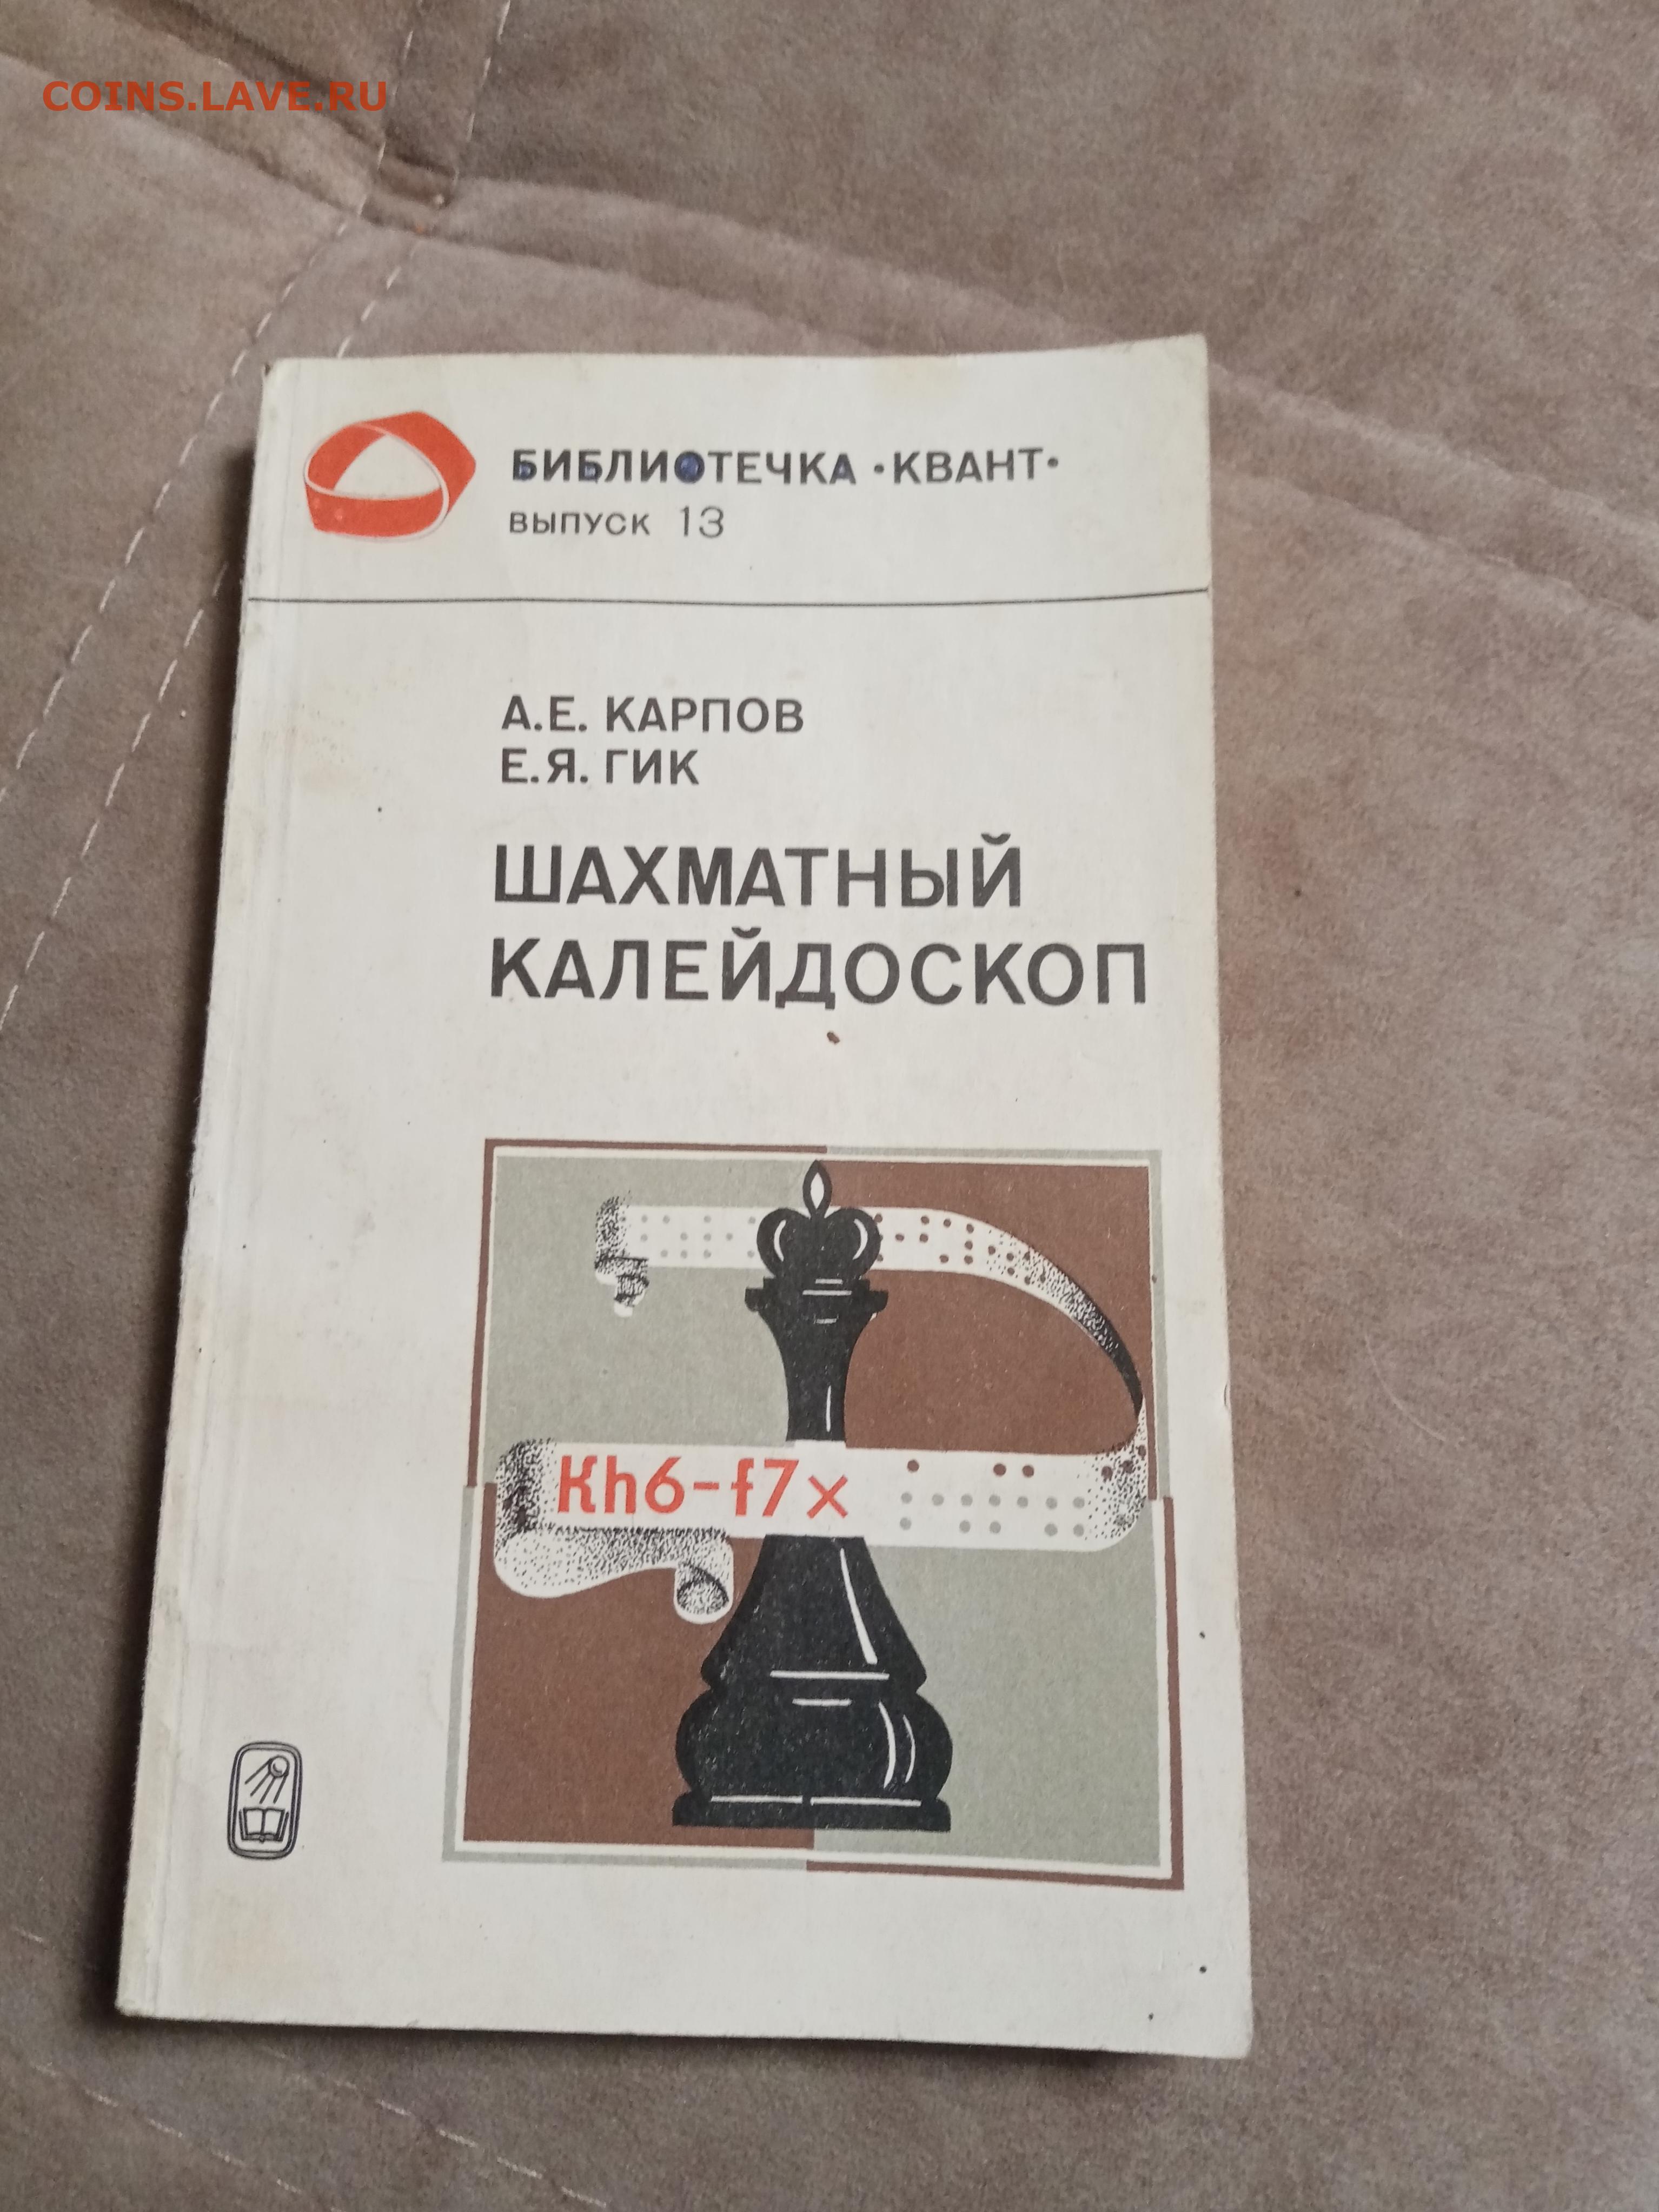 COINS.LAVE.RU
БИБЛИОТЕЧКА •КВАНТ•
ВЫПУСК 13
А.Е. КАРПОВ
Е.Я. ГИК
ШАХМАТНЫЙ
КАЛЕЙДОСКОП
Kh6-f7×